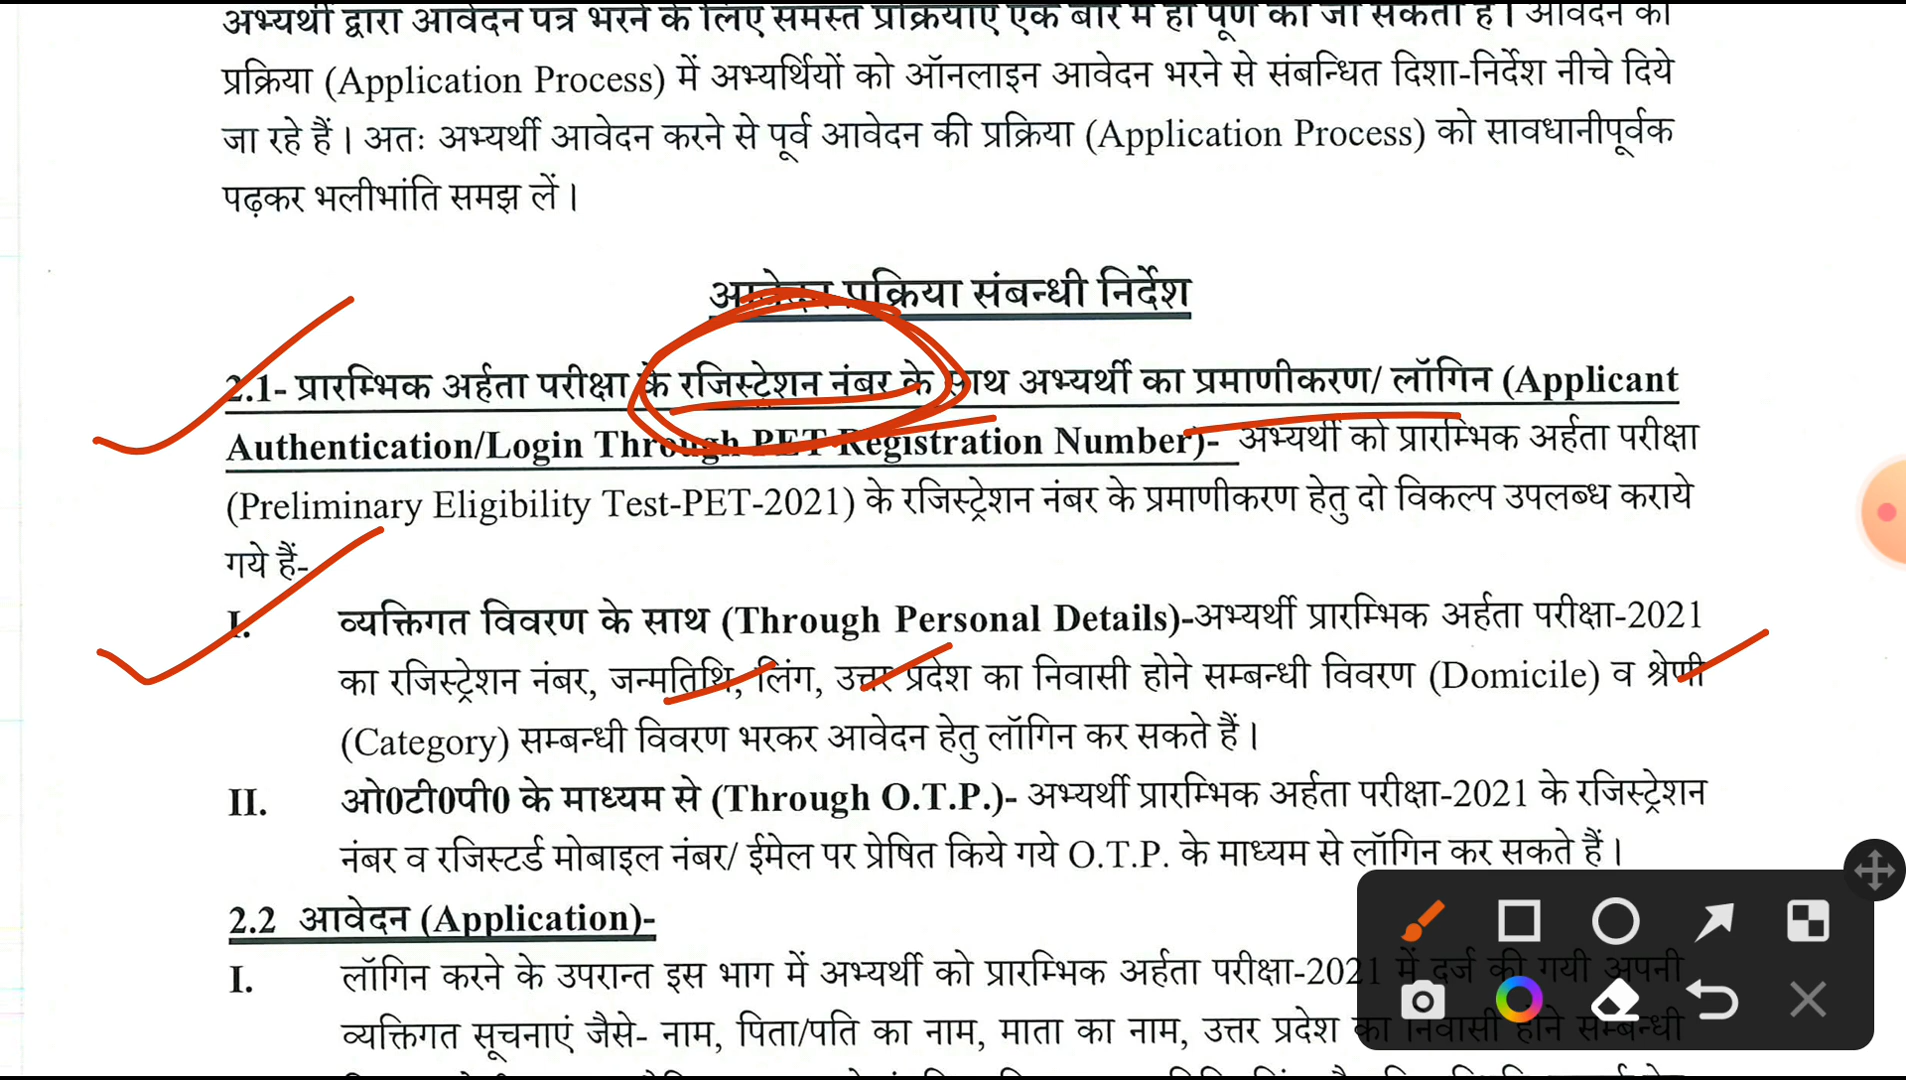 अभ्यर्थी द्वारा आवेदन पत्र भरने के लिए समस्त प्रक्रियाएं एक बार में ही पूर्ण की जा सकती है। आवेदन की
प्रक्रिया (Application Process) में अभ्यर्थियों को ऑनलाइन आवेदन भरने से संबन्धित दिशा-निर्देश नीचे दिये
जा रहे हैं। अतः अभ्यर्थी आवेदन करने से पूर्व आवेदन की प्रक्रिया (Application Process) को सावधानीपूर्वक
पढ़कर भलीभांति समझ लें।
आवेदन प्रक्रिया संबन्धी निर्देश
2.1- प्रारम्भिक अर्हता परीक्षा के रजिस्ट्रेशन नंबर के साथ अभ्यर्थी का प्रमाणीकरण/ लॉगिन (Applicant
Authentication/Login Through PET Registration Number)- अभ्यर्थी को प्रारम्भिक अर्हता परीक्षा
(Preliminary Eligibility Test-PET-2021) के रजिस्ट्रेशन नंबर के प्रमाणीकरण हेतु दो विकल्प उपलब्ध कराये
गये हैं-
I. व्यक्तिगत विवरण के साथ (Through Personal Details)-अभ्यर्थी प्रारम्भिक अर्हता परीक्षा-2021
का रजिस्ट्रेशन नंबर, जन्मतिथि, लिंग, उत्तर प्रदेश का निवासी होने सम्बन्धी विवरण (Domicile) व श्रेणी
(Category) सम्बन्धी विवरण भरकर आवेदन हेतु लॉगिन कर सकते हैं।
II. ओ0टी0पी0 के माध्यम से (Through O.T.P.)- अभ्यर्थी प्रारम्भिक अर्हता परीक्षा-2021 के रजिस्ट्रेशन
नंबर व रजिस्टर्ड मोबाइल नंबर/ ईमेल पर प्रेषित किये गये O.T.P. के माध्यम से लॉगिन कर सकते हैं।
2.2 आवेदन (Application)-
I. लॉगिन करने के उपरान्त इस भाग में अभ्यर्थी को प्रारम्भिक अर्हता परीक्षा-2021 में दर्ज की गयी अपनी
व्यक्तिगत सूचनाएं जैसे- नाम, पिता/पति का नाम, माता का नाम, उत्तर प्रदेश का निवासी होने सम्बन्धी